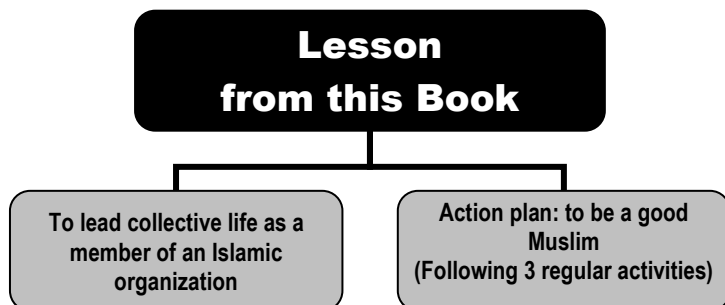 Lesson
from this Book
To lead collective life as a
member of an Islamic
organization
Action plan: to be a good
Muslim
(Following 3 regular activities)